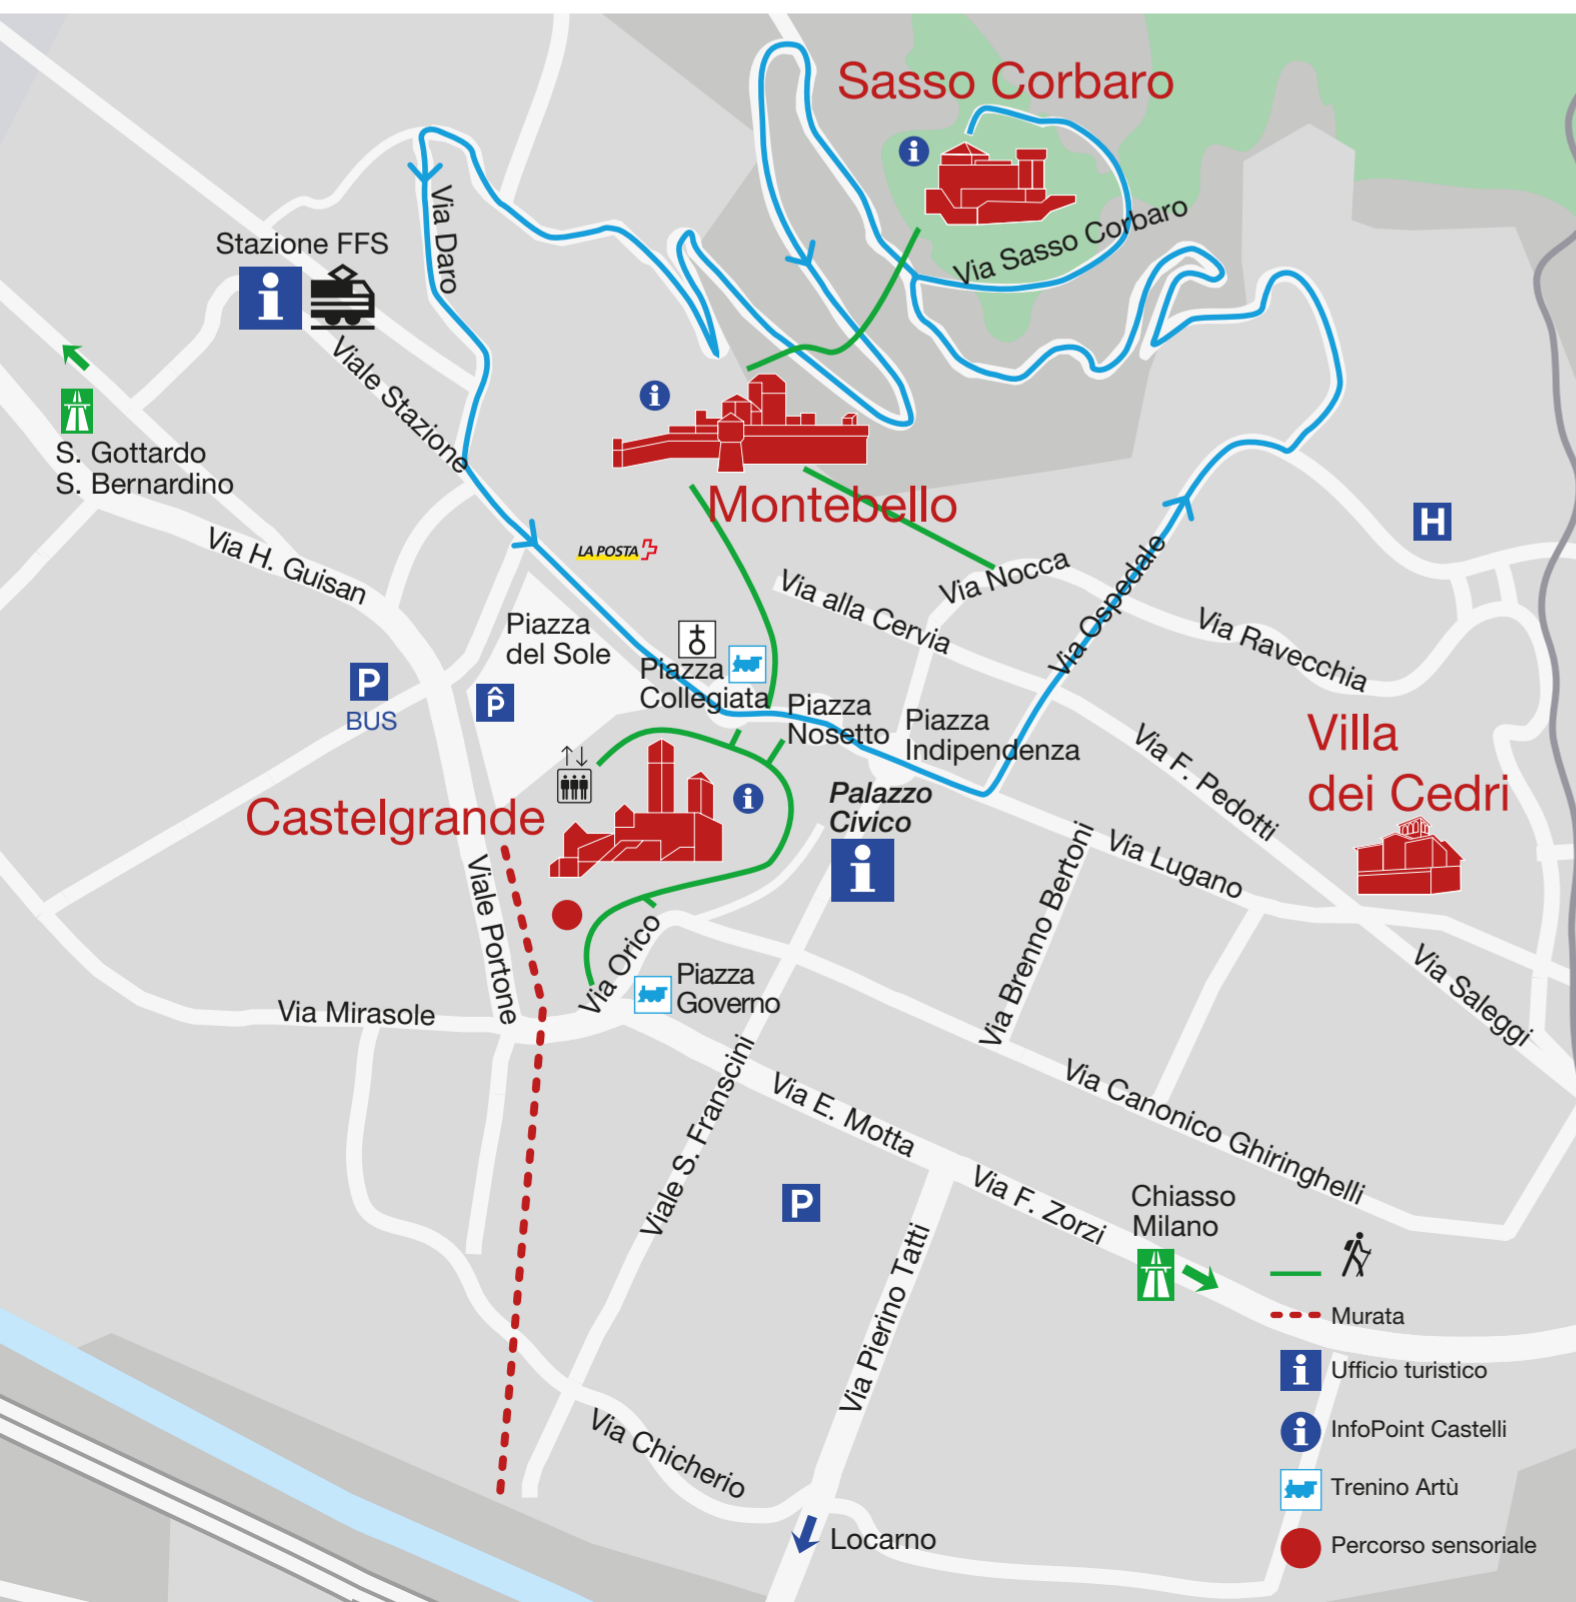 Sasso Corbaro
Via Sasso Corbaro
Via Daro
Stazione FFS
Viale Stazione
S. Gottardo
S. Bernardino
Montebello
H
Via H. Guisan
LA POSTA
Via Nocca
Via alla Cervia
Via Ospedale
Via Ravecchia
Piazza
del Sole
Piazza
Collegiata
P
BUS
P
Piazza
Nosetto
Piazza
Indipendenza
Via F. Pedotti
Villa
dei Cedri
Castelgrande
Palazzo
Civico
Via Lugano
Viale Portone
Via Brenno Bertoni
Via Orico
Piazza
Governo
Via Saleggi
Via Mirasole
Viale S. Franscini
Via E. Motta
Via Canonico Ghiringhelli
P
Via F. Zorzi
Chiasso
Milano
Via Pierino Tatti
Murata
Ufficio turistico
Via Chicherio
InfoPoint Castelli
Trenino Artù
Locarno
Percorso sensoriale